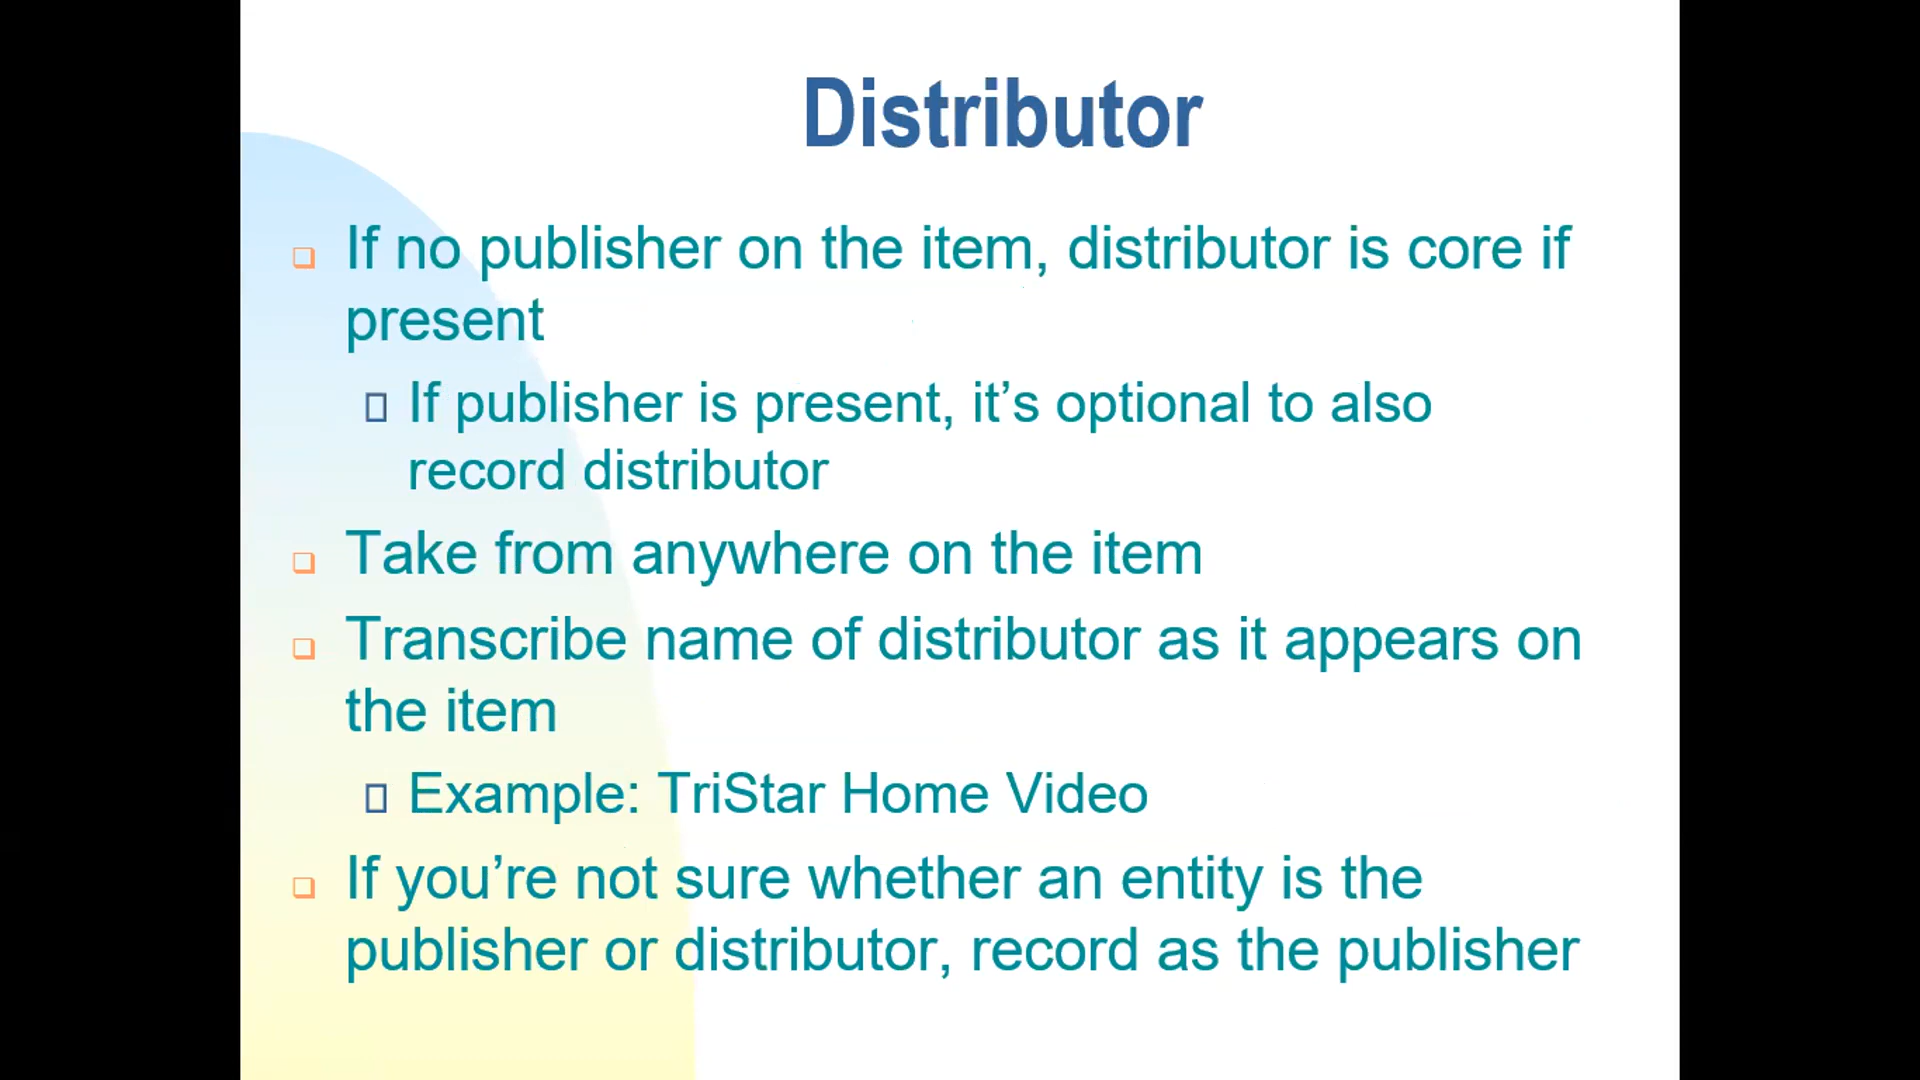 Distributor
If no publisher on the item, distributor is core if
present
If publisher is present, it’s optional to also
record distributor
Take from anywhere on the item
Transcribe name of distributor as it appears on
the item
Example: TriStar Home Video
If you’re not sure whether an entity is the
publisher or distributor, record as the publisher